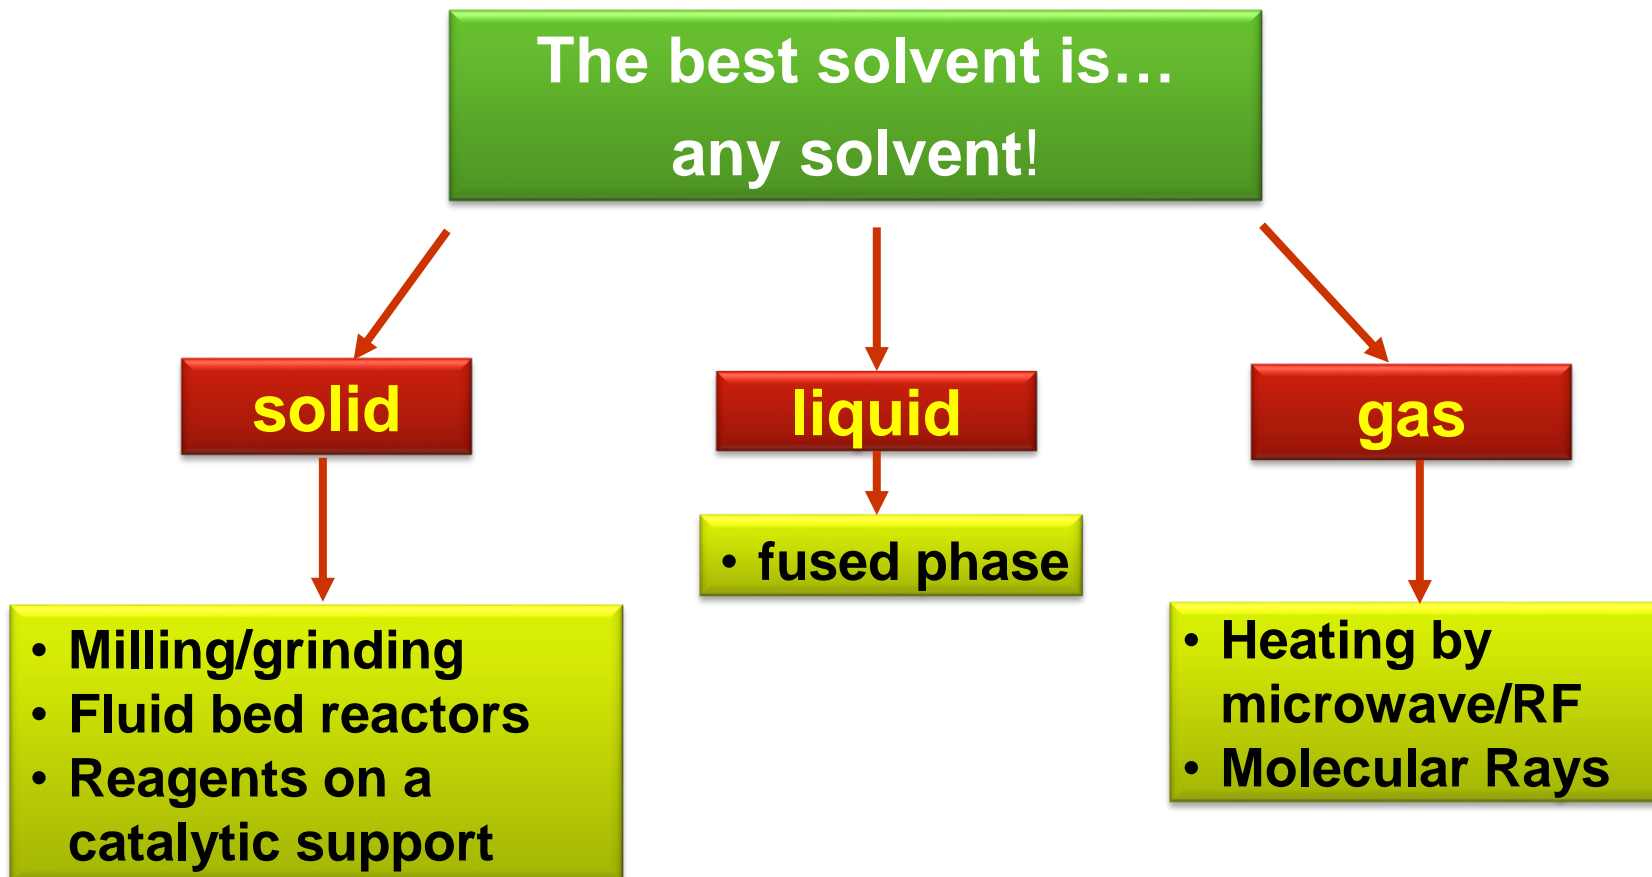 The best solvent is…
any solvent!
solid
liquid
gas
• fused phase
• Milling/grinding
• Fluid bed reactors
• Reagents on a
catalytic support
• Heating by
microwave/RF
• Molecular Rays